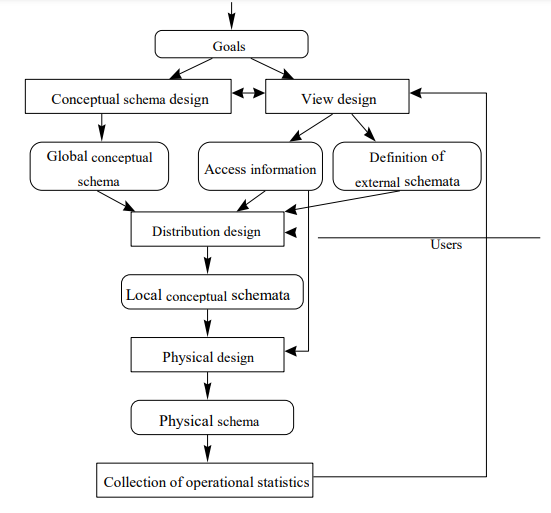 Goals
Conceptual schema design
View design
Global conceptual
schema
Access information
Definition of
external schemata
Distribution design
Users
Local conceptual schemata
Physical design
Physical schema
Collection of operational statistics